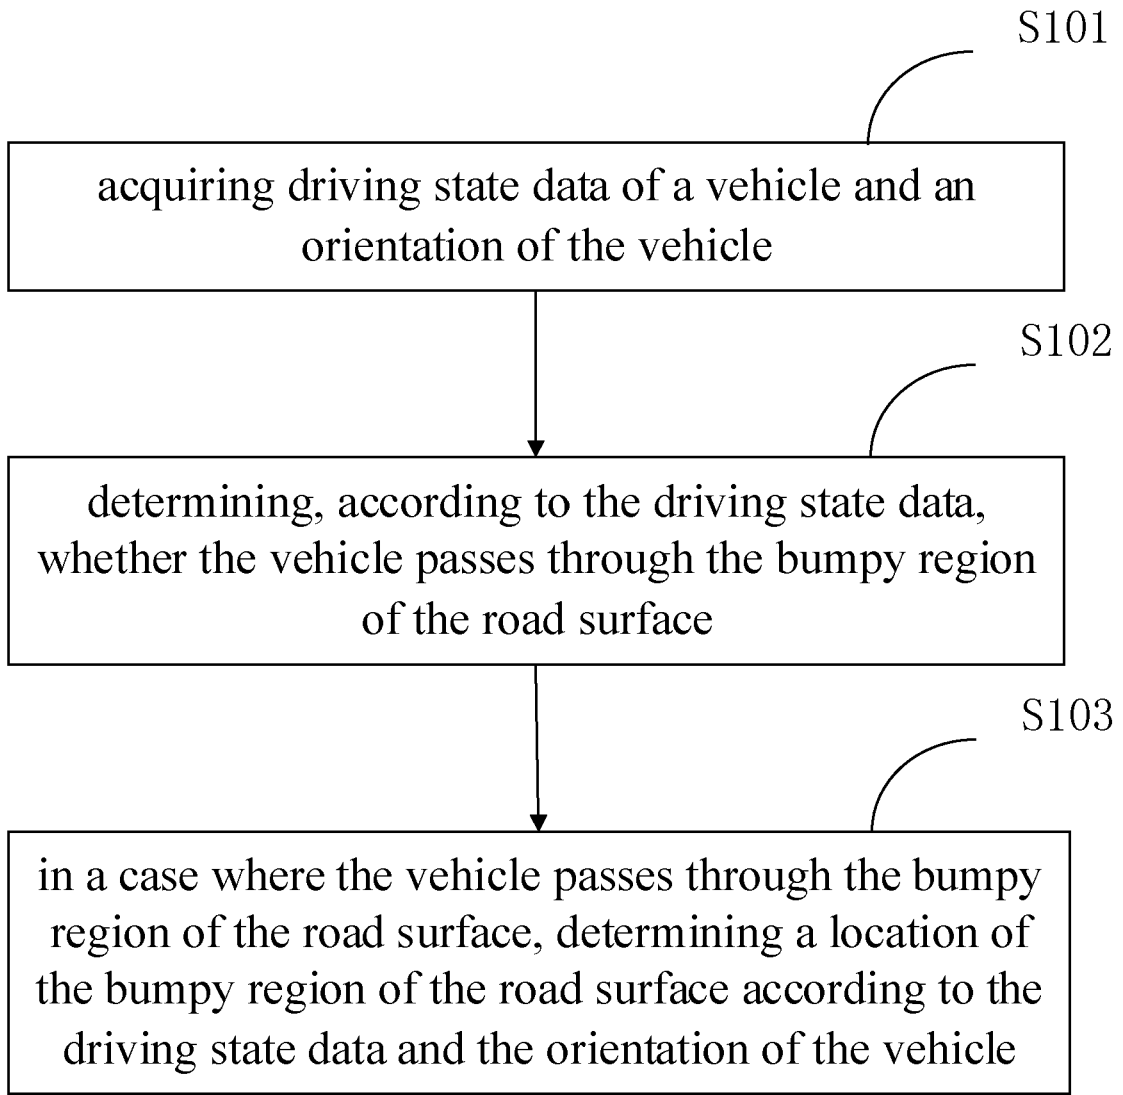 S101
acquiring driving state data of a vehicle and an
orientation of the vehicle
S102
determining, according to the driving state data,
whether the vehicle passes through the bumpy region
of the road surface
S103
in a case where the vehicle passes through the bumpy
region of the road surface, determining a location of
the bumpy region of the road surface according to the
driving state data and the orientation of the vehicle